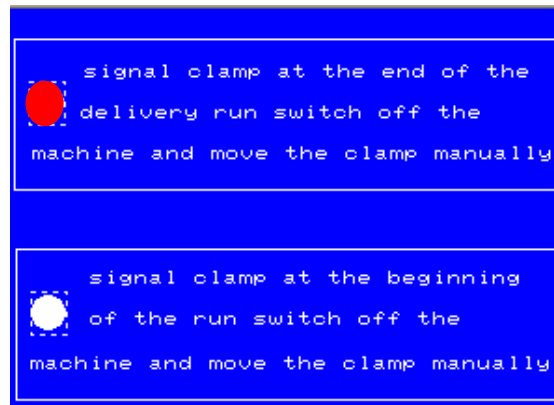 signal clamp at the end of the
delivery run switch off the
machine and move the clamp manually
signal clamp at the beginning
of the run switch off the
machine and move the clamp manually